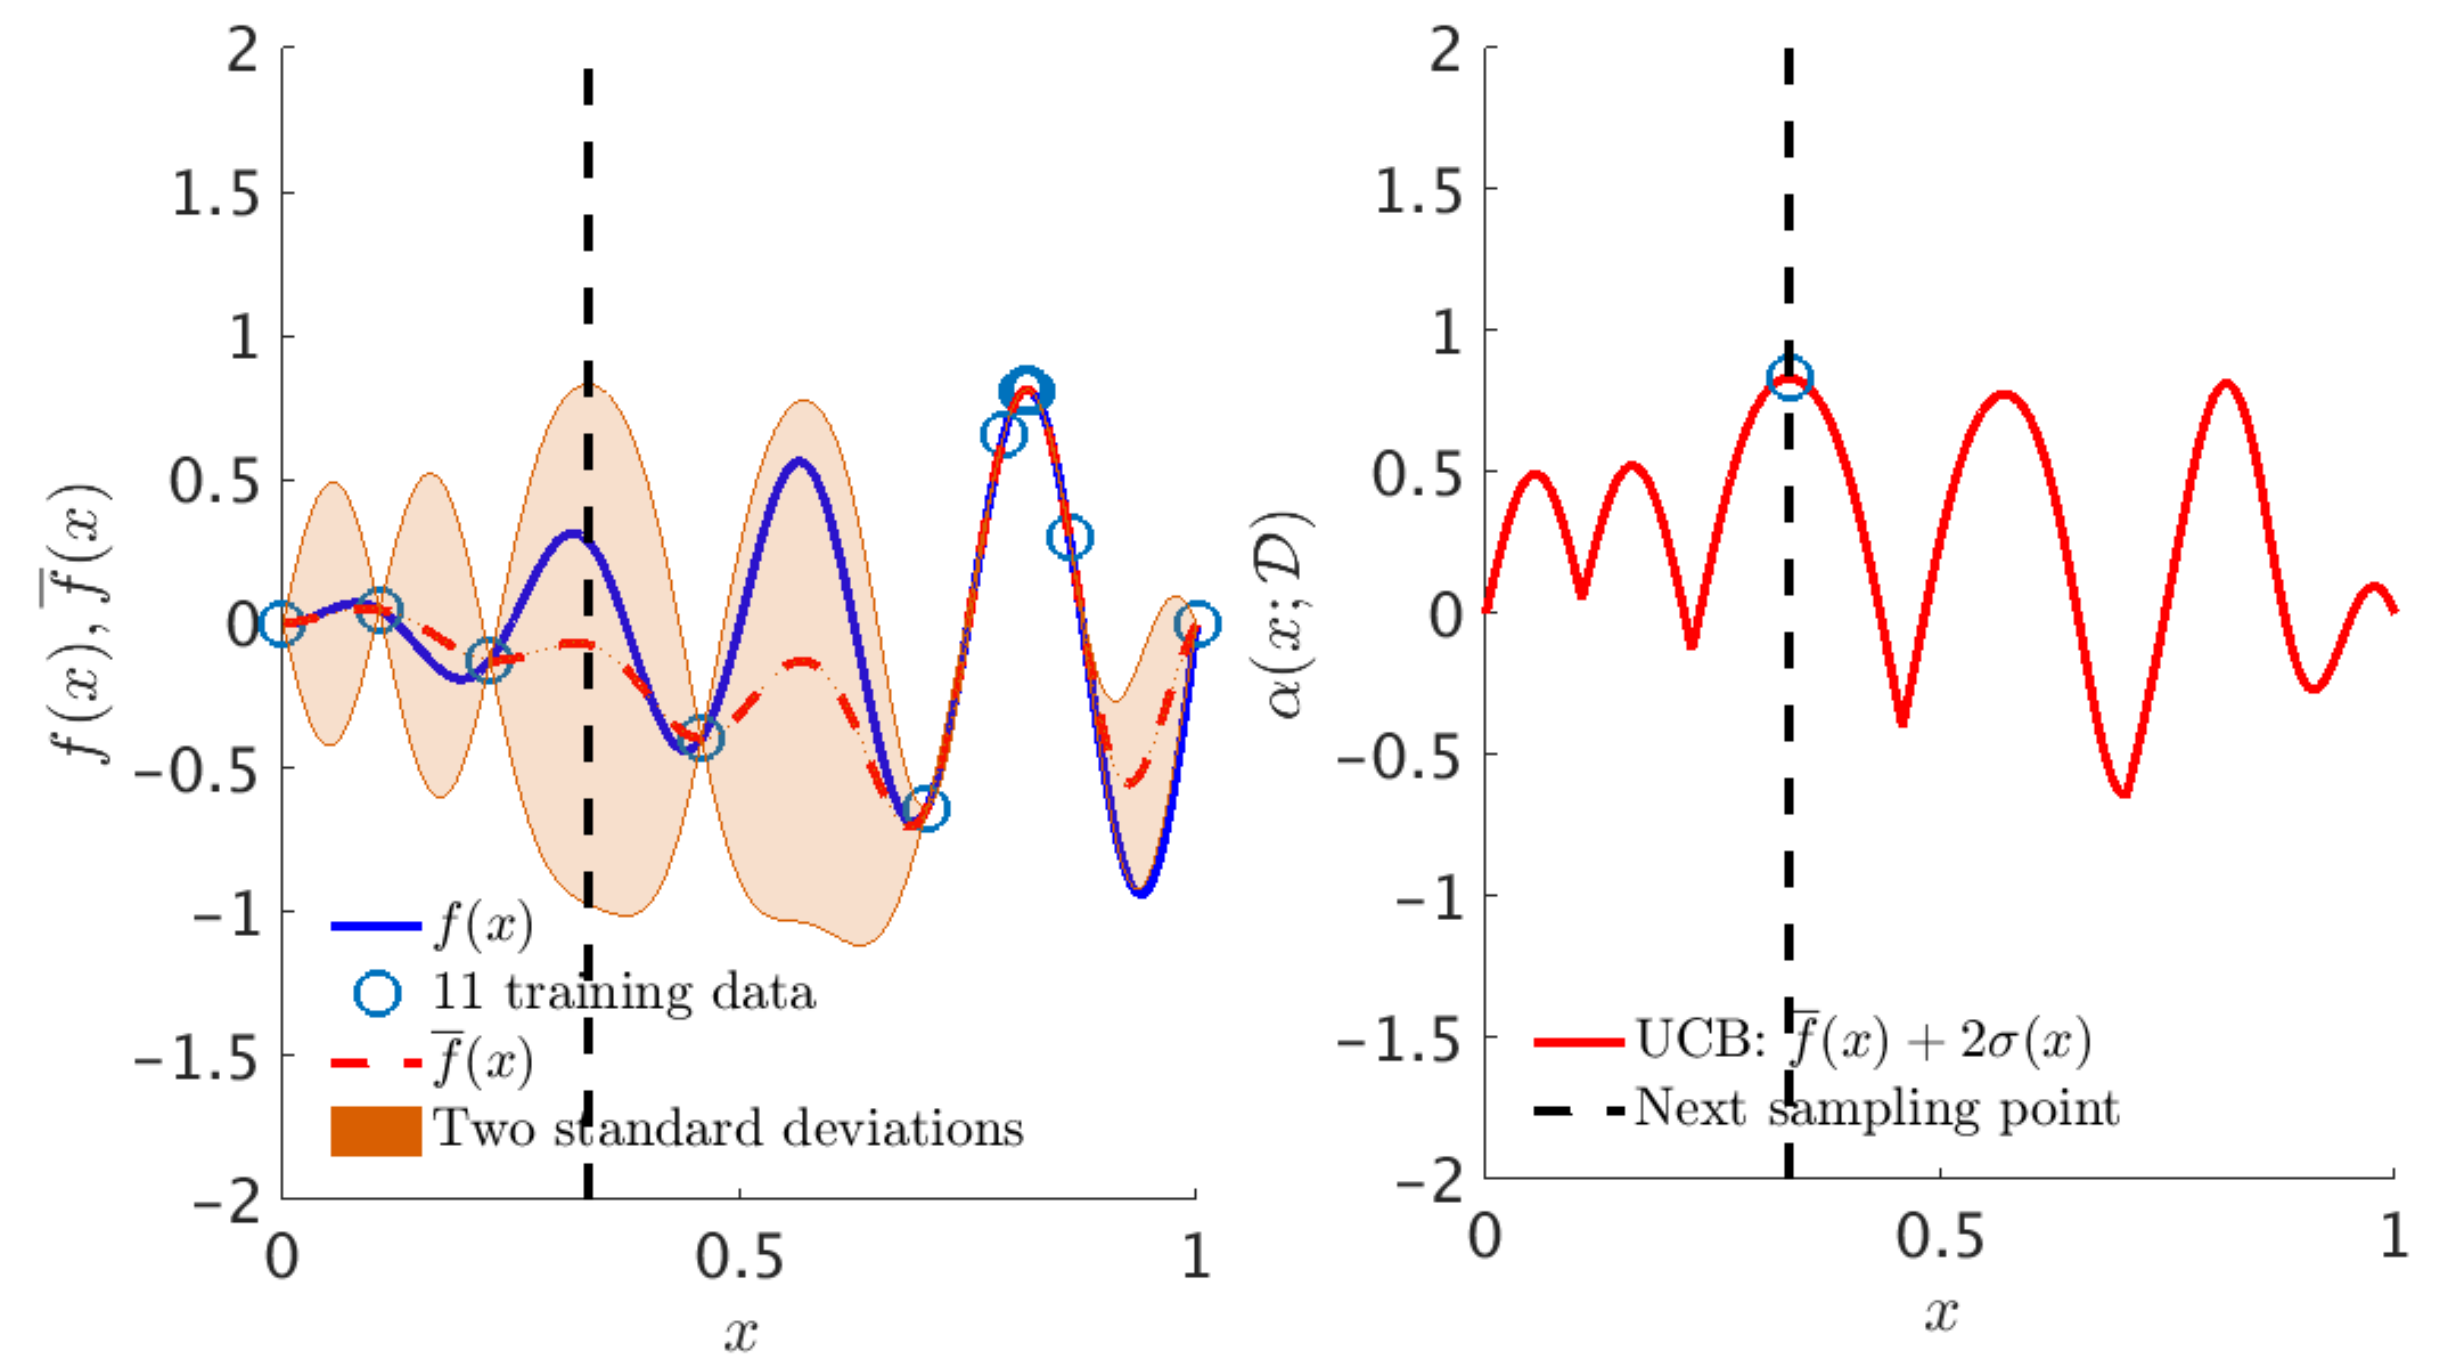 2
1.5
1
0.5
0
-0.5
-1
-1.5
-2
f(x), f̅(x)
f(x)
11 training data
f̅(x)
Two standard deviations
0
0.5
1
x
2
1.5
1
0.5
0
-0.5
-1
-1.5
-2
α(x; 𝒟)
UCB: f̅(x) + 2σ(x)
Next sampling point
0
0.5
1
x